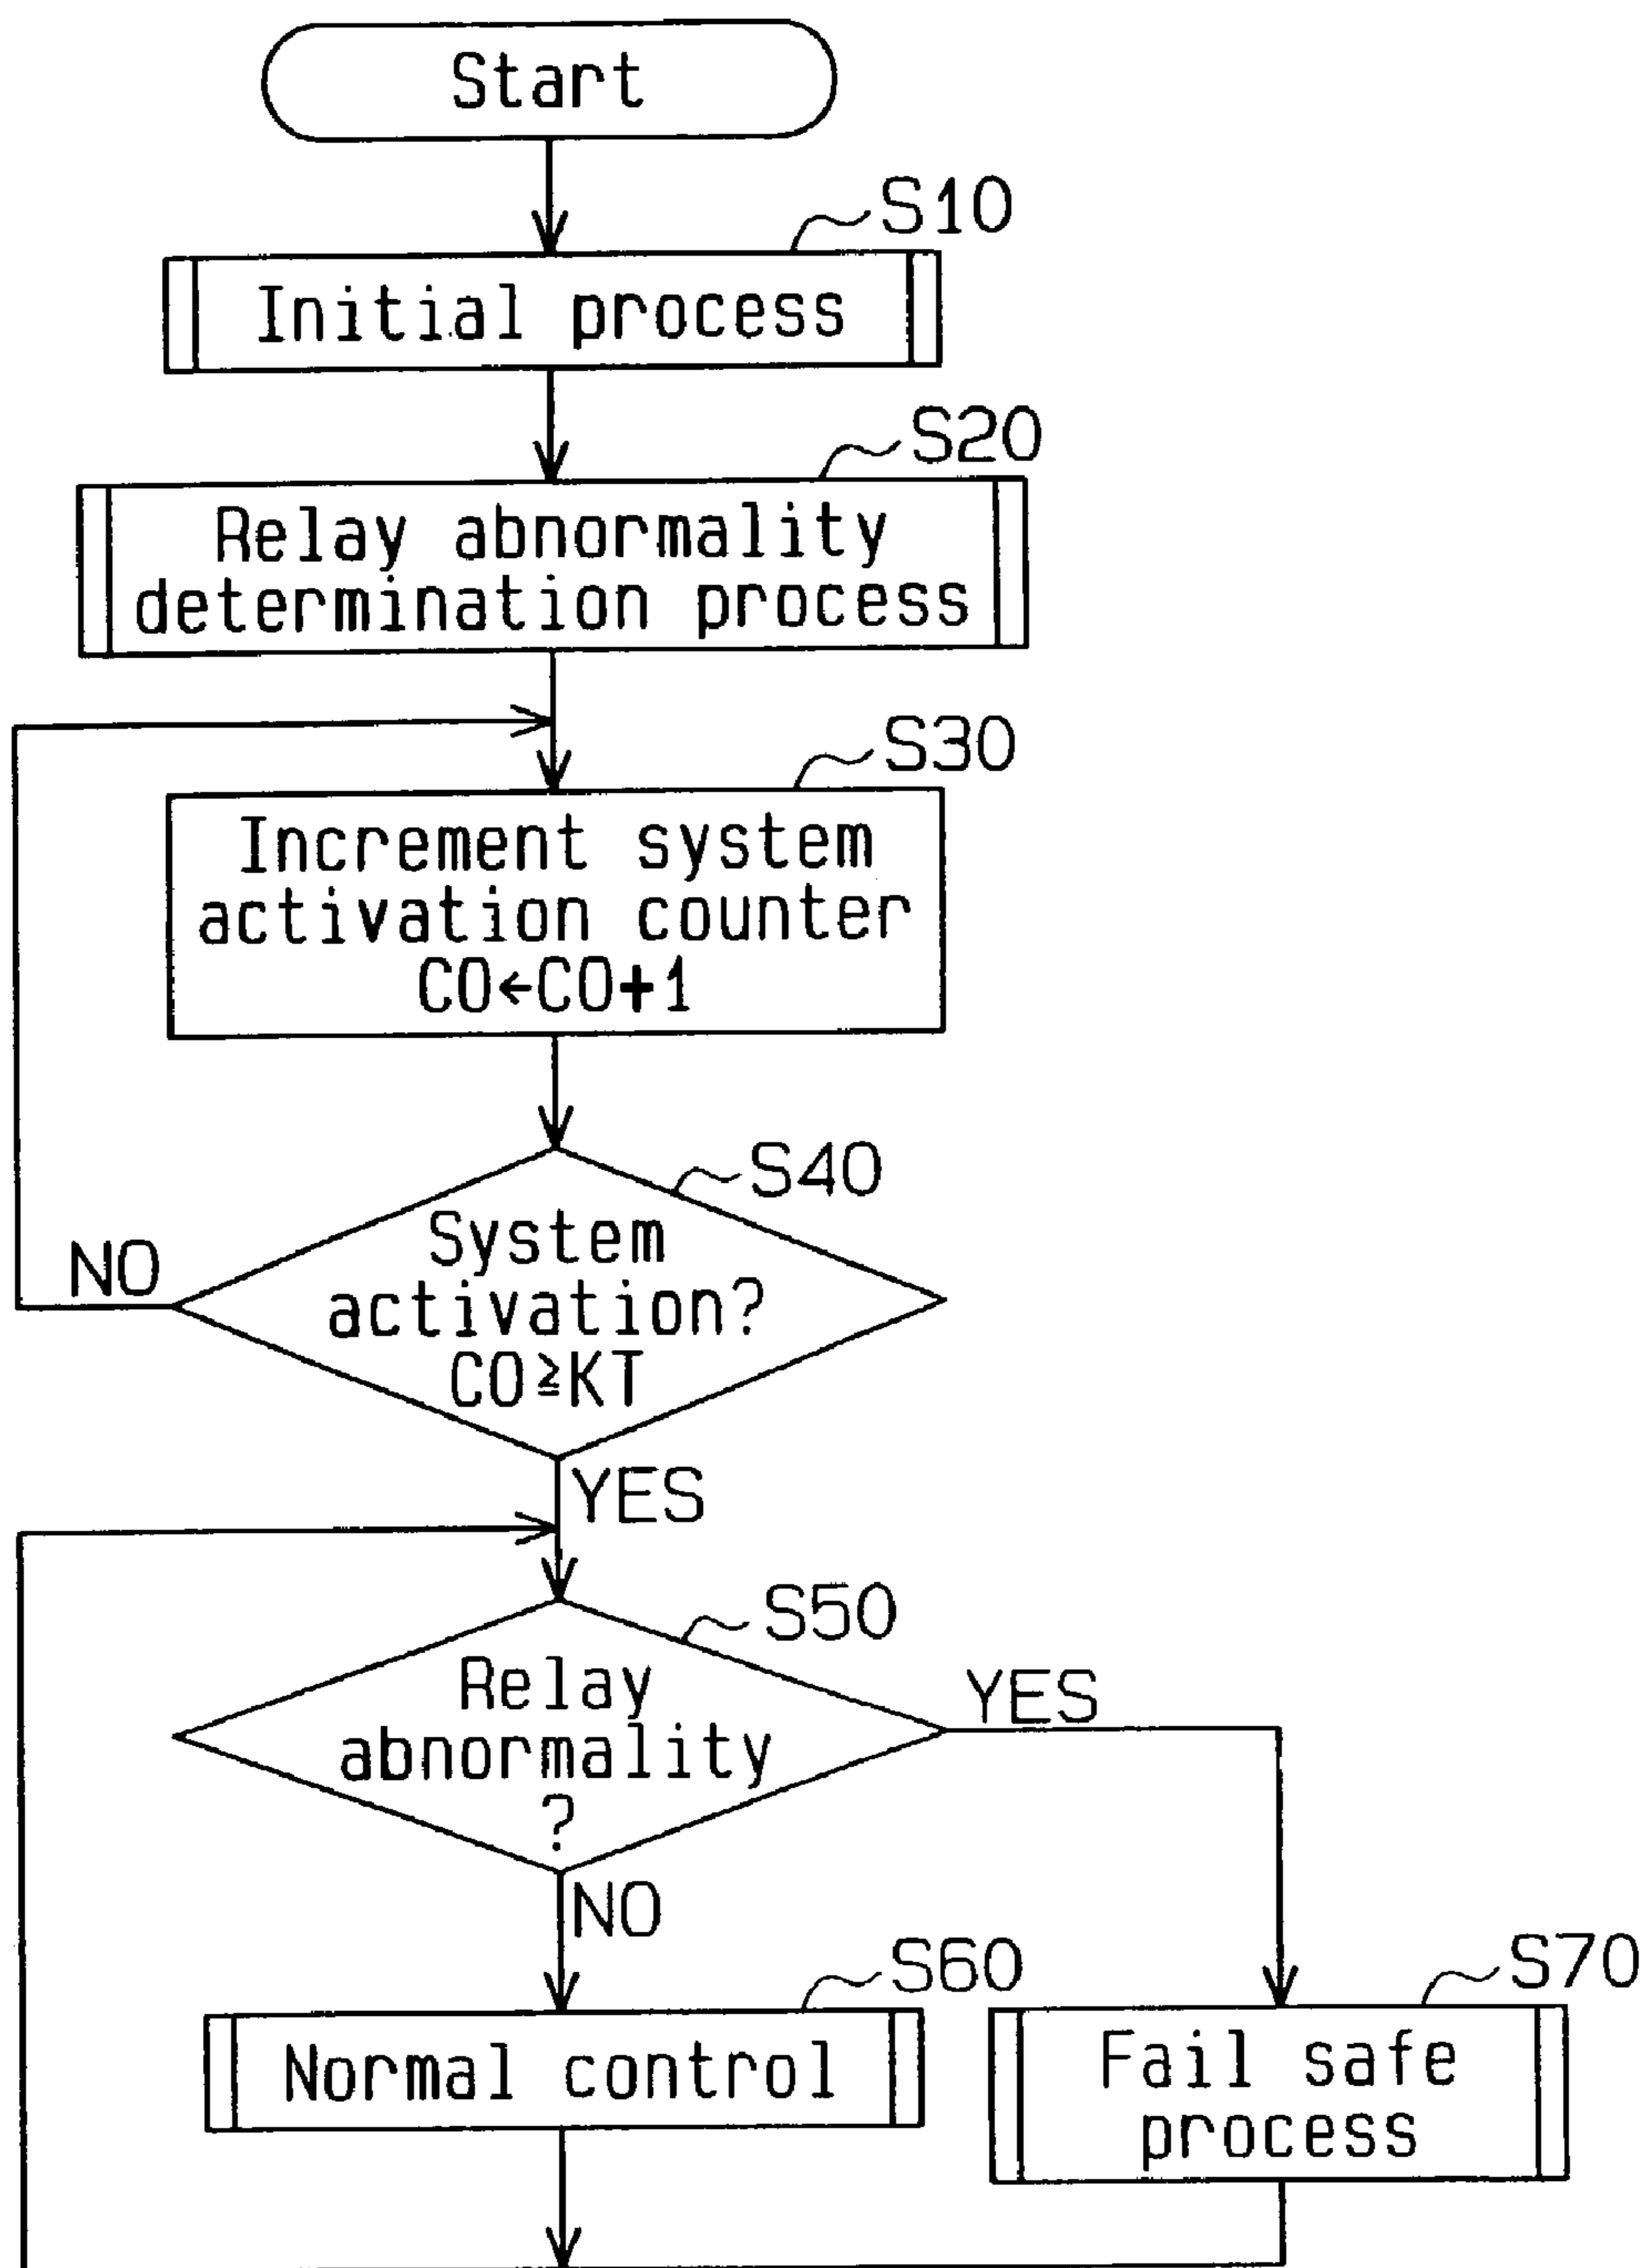 Start
S10
Initial process
S20
Relay abnormality
determination process
S30
Increment system
activation counter
CO←CO+1
S40
System
activation?
CO≧KT
NO
YES
S50
Relay
abnormality
?
YES
NO
S60
Normal control
S70
Fail safe
process